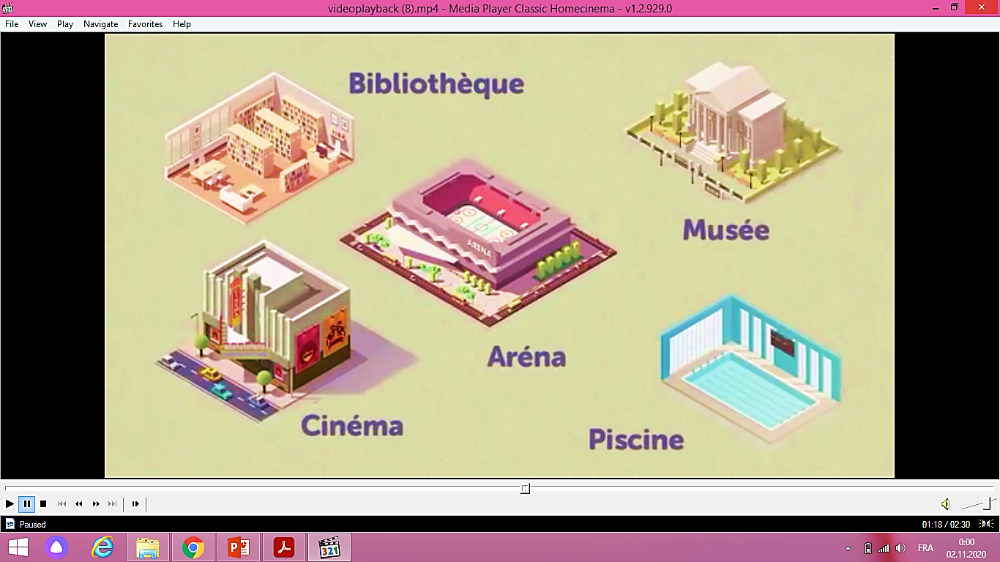 videoplayback (8).mp4 - Media Player Classic Homecinema - v1.2.929.0
File View Play Navigate Favorites Help
Bibliothèque
Musée
ARENA
Aréna
Cinéma
Piscine
Paused
01:18 / 02:30
321
FRA
0:00
02.11.2020